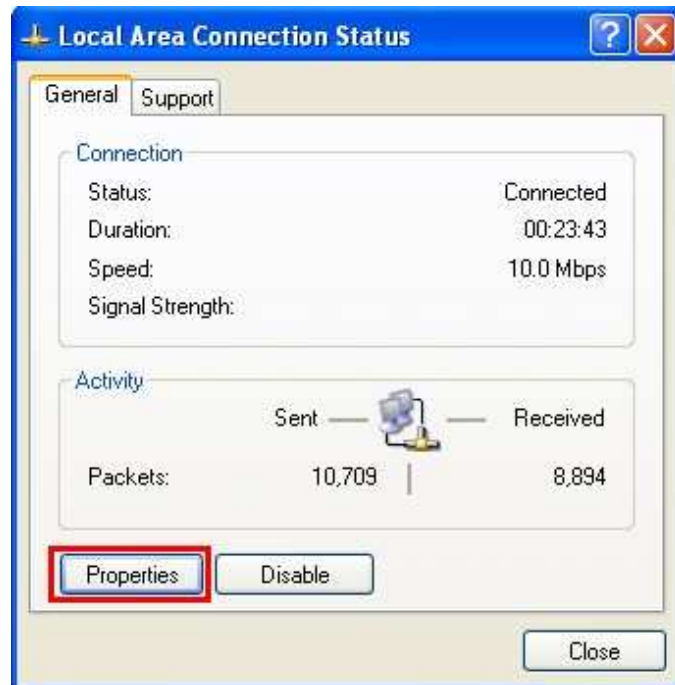 Local Area Connection Status
General Support
Connection
Status: Connected
Duration: 00:23:43
Speed: 10.0 Mbps
Signal Strength:
Activity
Sent — — Received
Packets: 10,709 | 8,894
Properties Disable
Close